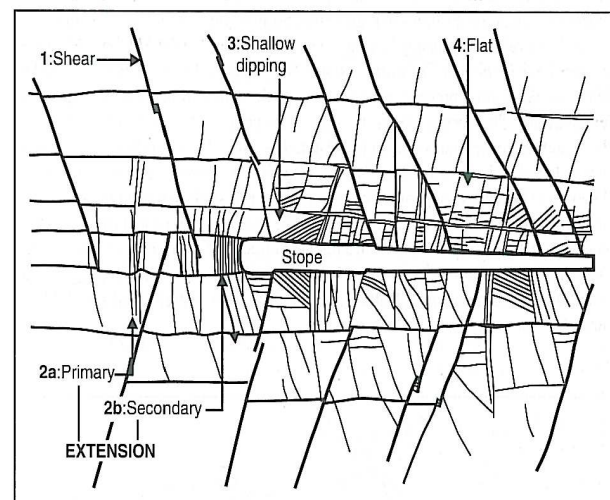 1:Shear
3:Shallow
dipping
4:Flat
Stope
2a:Primary
2b:Secondary
EXTENSION